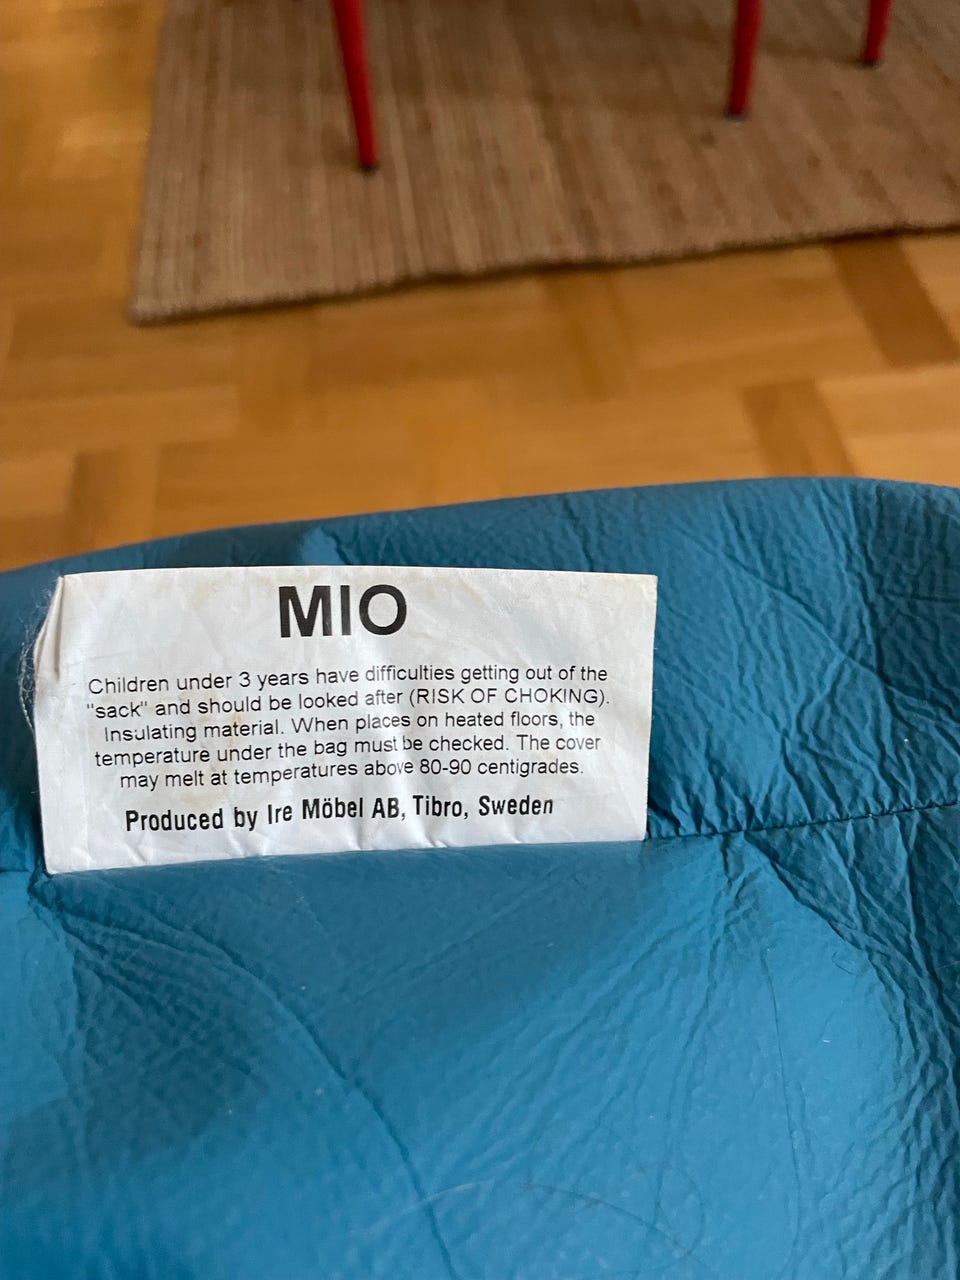 MIO
Children under 3 years have difficulties getting out of the
"sack" and should be looked after (RISK OF CHOKING).
Insulating material. When places on heated floors, the
temperature under the bag must be checked. The cover
may melt at temperatures above 80-90 centigrades.
Produced by Ire Möbel AB, Tibro, Sweden